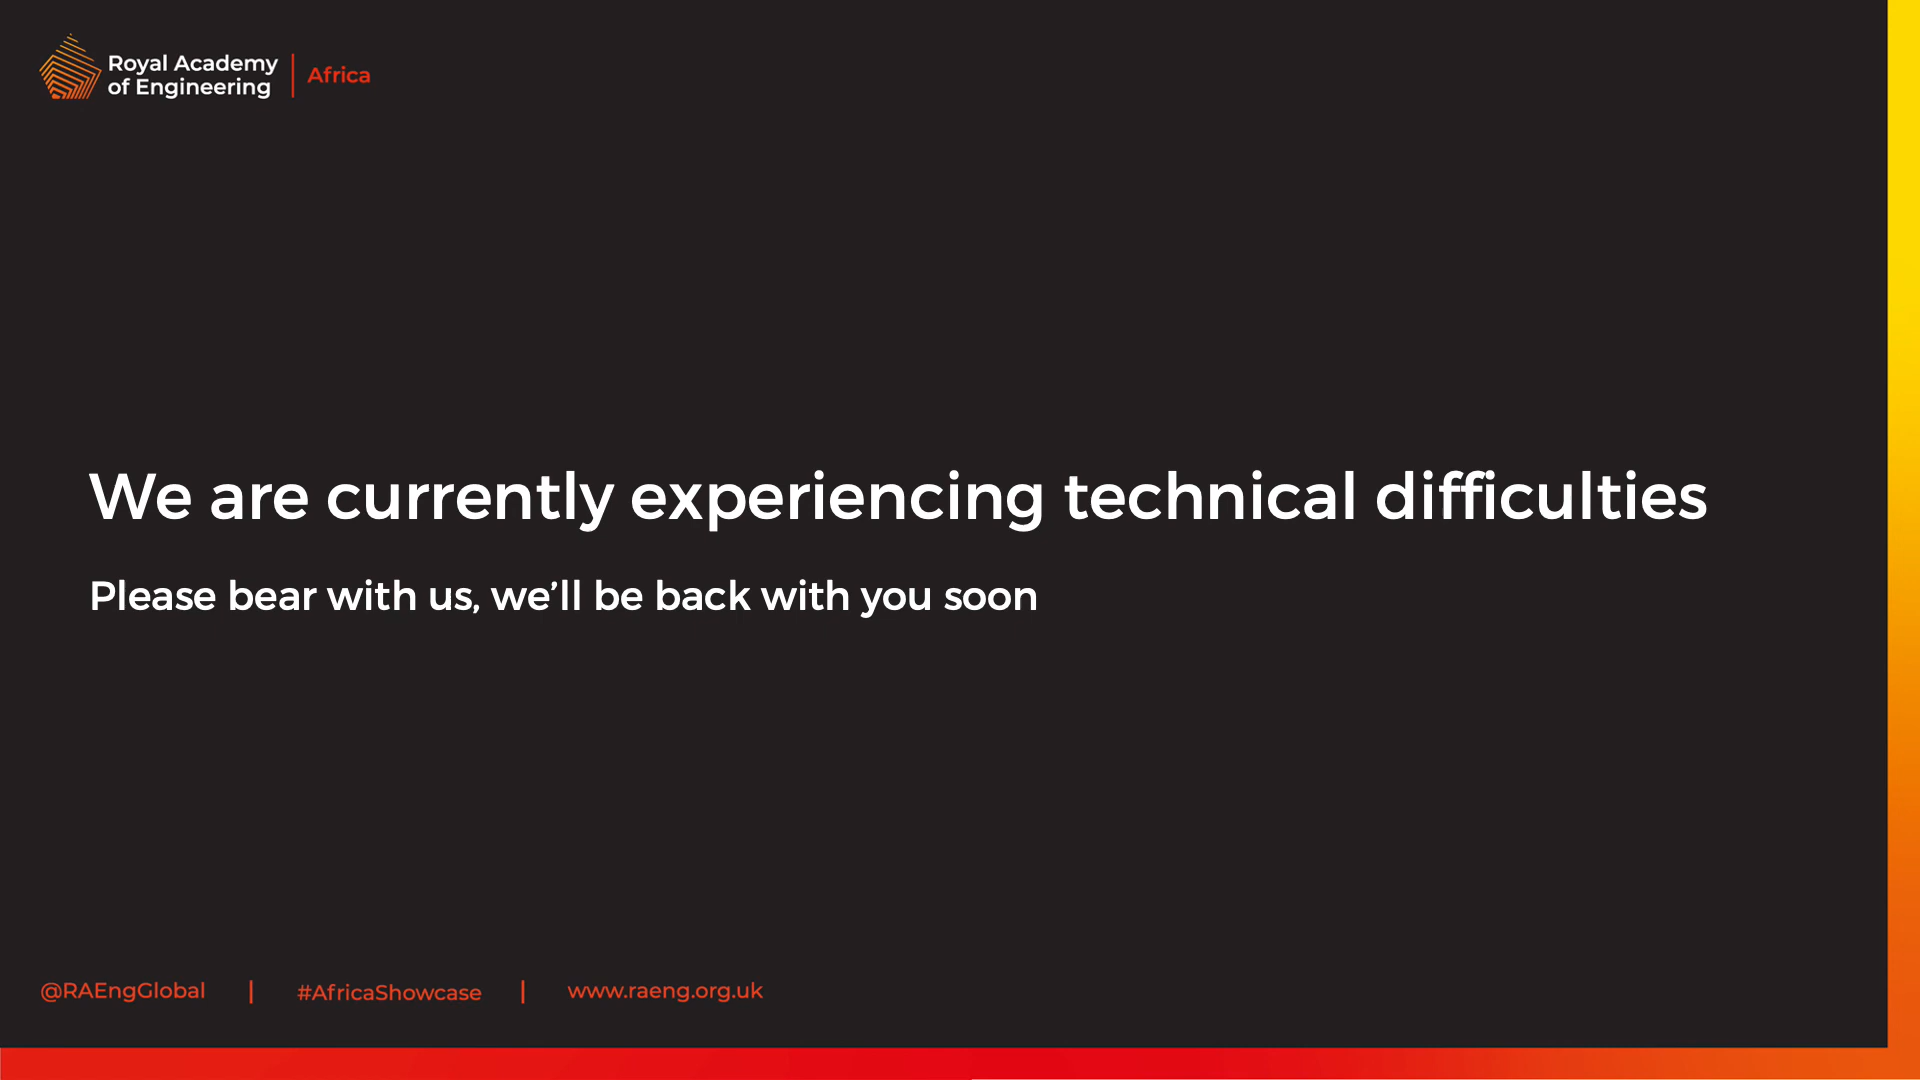 Royal Academy
of Engineering
Africa
We are currently experiencing technical difficulties
Please bear with us, we’ll be back with you soon
@RAEngGlobal | #AfricaShowcase | www.raeng.org.uk